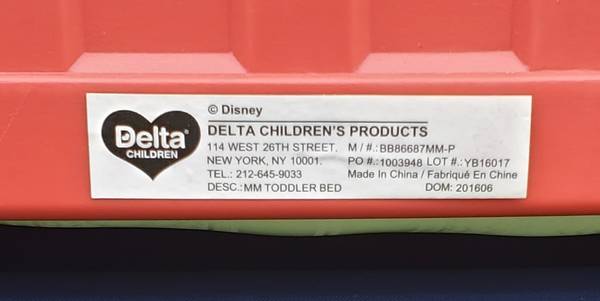 Delta
CHILDREN
© Disney
DELTA CHILDREN'S PRODUCTS
114 WEST 26TH STREET. M / #.:BB86687MM-P
NEW YORK, NY 10001. PO #.:1003948 LOT #.:YB16017
TEL.: 212-645-9033 Made In China / Fabriqué En Chine
DESC.:MM TODDLER BED DOM: 201606